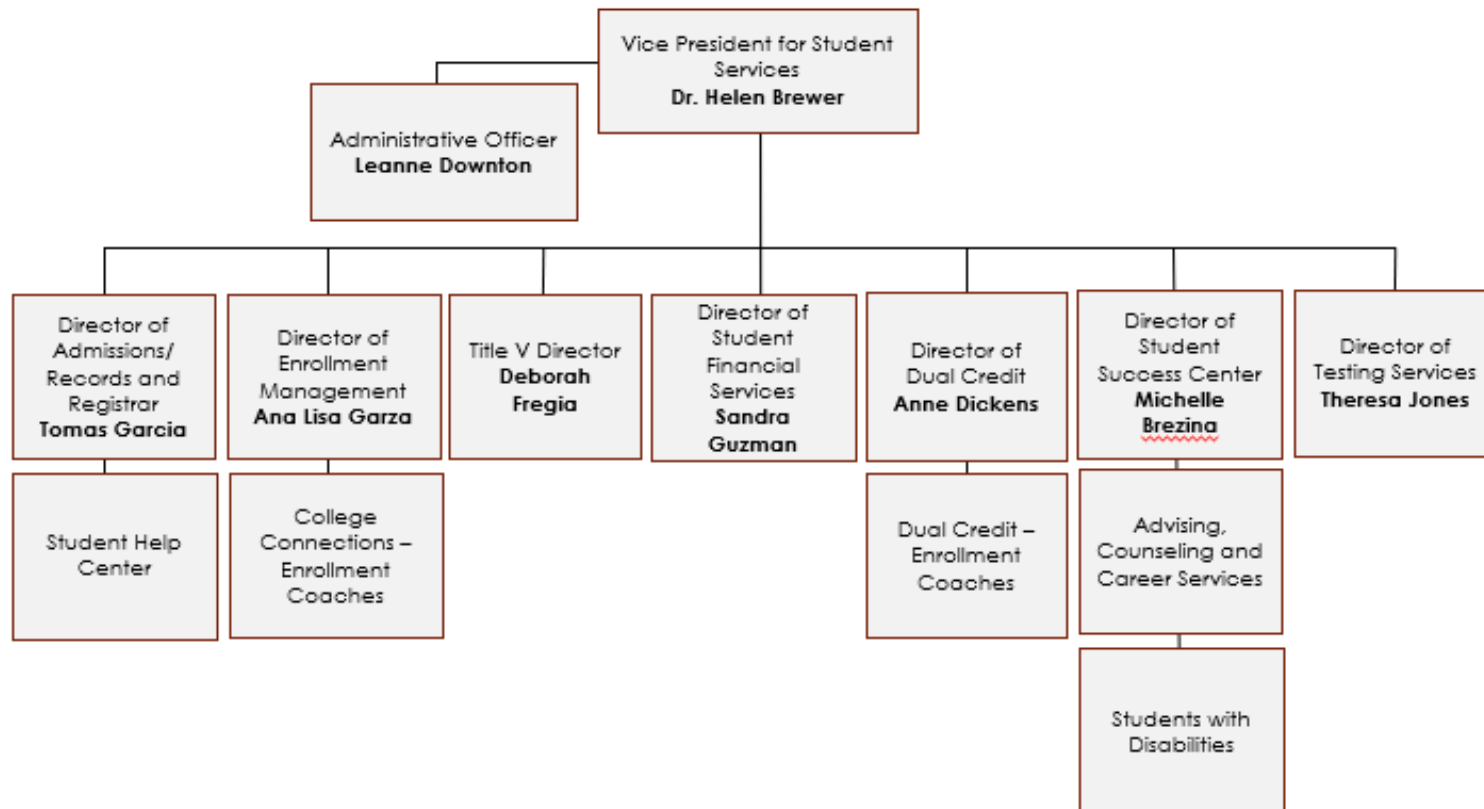 Vice President for Student
Services
Dr. Helen Brewer
Administrative Officer
Leanne Downton
Director of
Admissions/
Records and
Registrar
Tomas Garcia
Director of
Enrollment
Management
Ana Lisa Garza
Title V Director
Deborah
Fregia
Director of
Student
Financial
Services
Sandra
Guzman
Director of
Dual Credit
Anne Dickens
Director of
Student
Success Center
Michelle
Brezina
Director of
Testing Services
Theresa Jones
Student Help
Center
College
Connections –
Enrollment
Coaches
Dual Credit –
Enrollment
Coaches
Advising,
Counseling and
Career Services
Students with
Disabilities